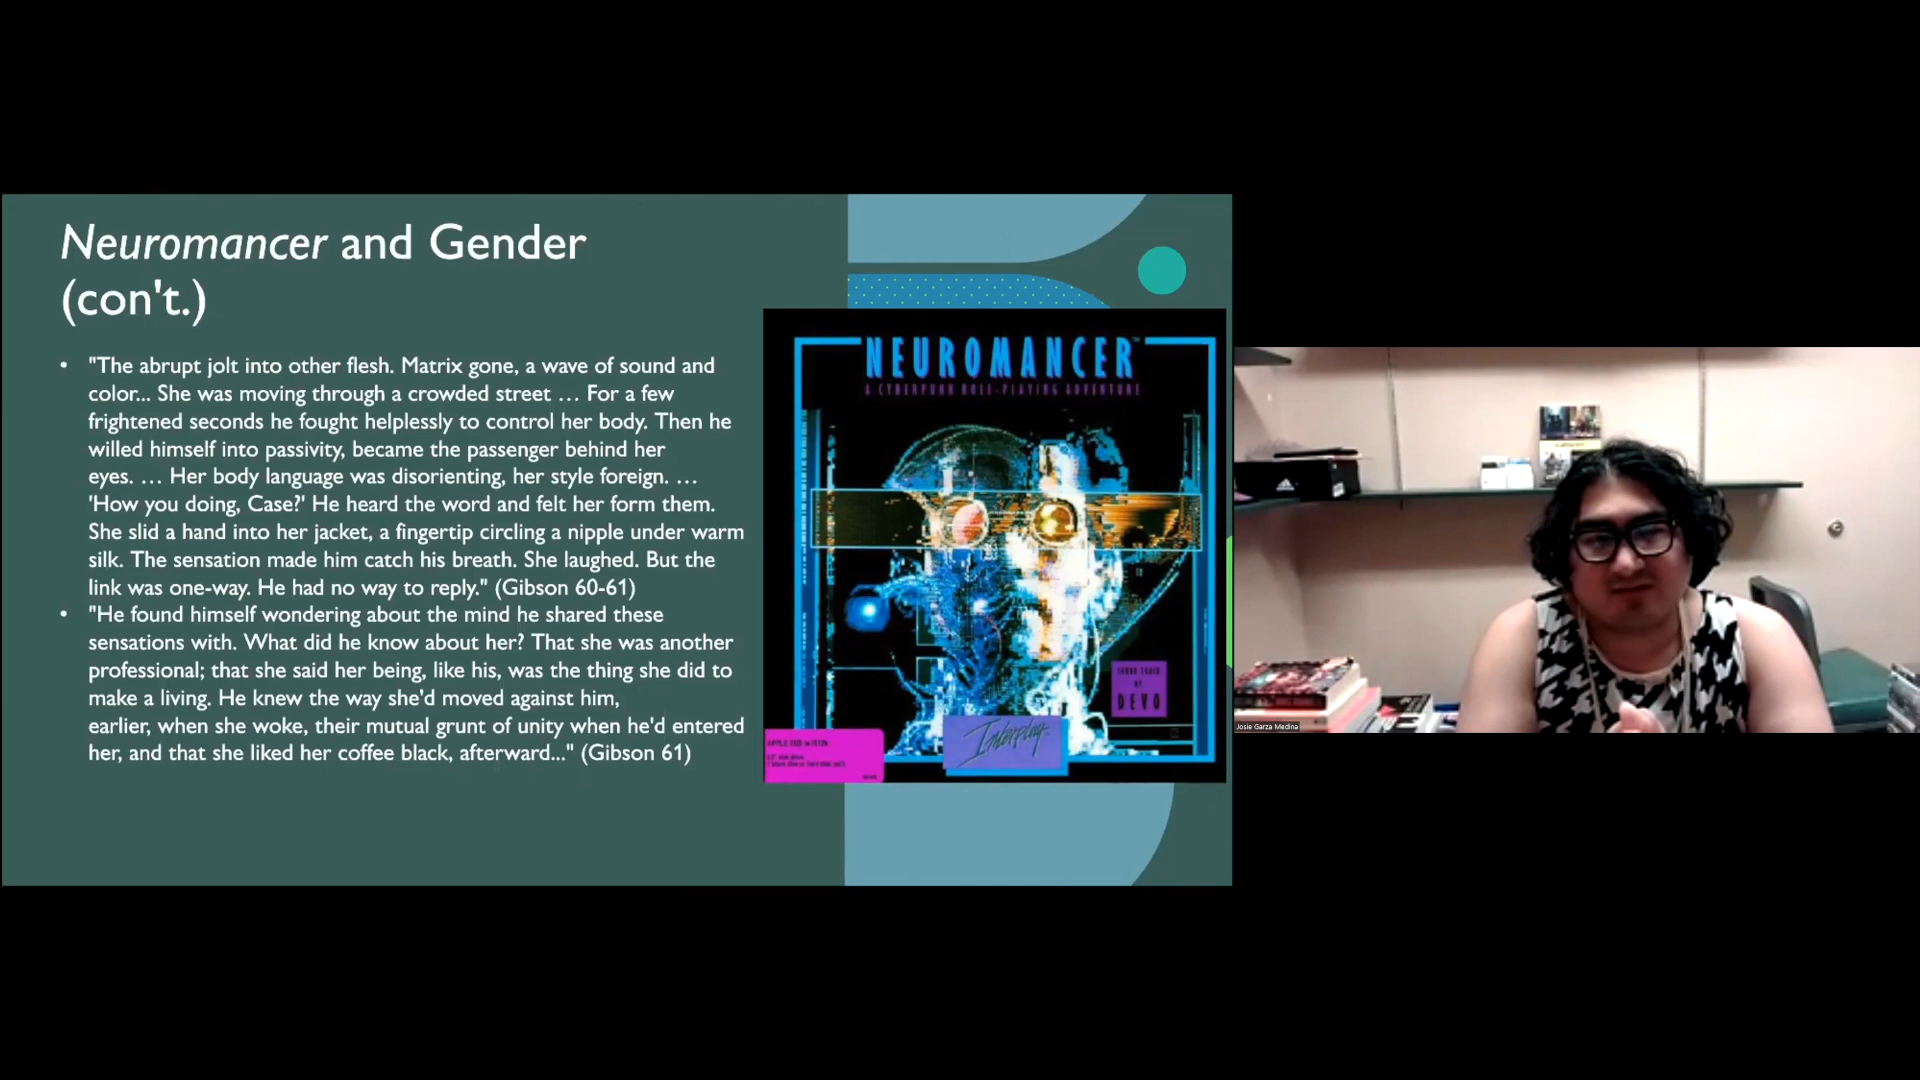 Neuromancer and Gender
(con't.)
• "The abrupt jolt into other flesh. Matrix gone, a wave of sound and
color... She was moving through a crowded street … For a few
frightened seconds he fought helplessly to control her body. Then he
willed himself into passivity, became the passenger behind her
eyes. … Her body language was disorienting, her style foreign. …
'How you doing, Case?' He heard the word and felt her form them.
She slid a hand into her jacket, a fingertip circling a nipple under warm
silk. The sensation made him catch his breath. She laughed. But the
link was one-way. He had no way to reply." (Gibson 60-61)
• "He found himself wondering about the mind he shared these
sensations with. What did he know about her? That she was another
professional; that she said her being, like his, was the thing she did to
make a living. He knew the way she'd moved against him,
earlier, when she woke, their mutual grunt of unity when he'd entered
her, and that she liked her coffee black, afterward..." (Gibson 61)
NEUROMANCER™
A CYBERPUNK ROLE-PLAYING ADVENTURE
SOUND TRACK
BY
DEVO
Interplay
adidas
Josie Garza Medina